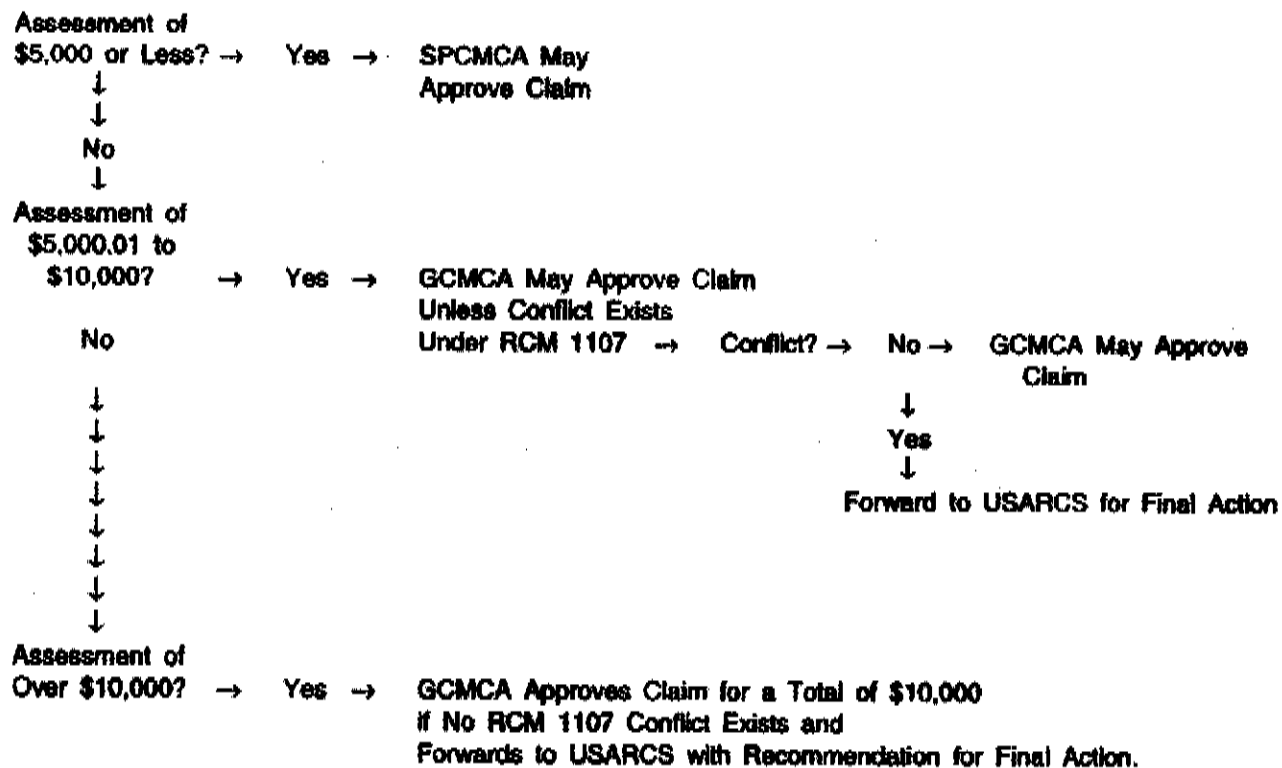 Assessment of
$5,000 or Less? → Yes → SPCMCA May
↓ Approve Claim
↓
No
↓
Assessment of
$5,000.01 to
$10,000? → Yes → GCMCA May Approve Claim
Unless Conflict Exists
No Under RCM 1107 → Conflict? → No → GCMCA May Approve
Claim
↓ ↓
↓ Yes
↓ ↓
↓ Forward to USARCS for Final Action
↓
↓
↓
↓
Assessment of
Over $10,000? → Yes → GCMCA Approves Claim for a Total of $10,000
if No RCM 1107 Conflict Exists and
Forwards to USARCS with Recommendation for Final Action.